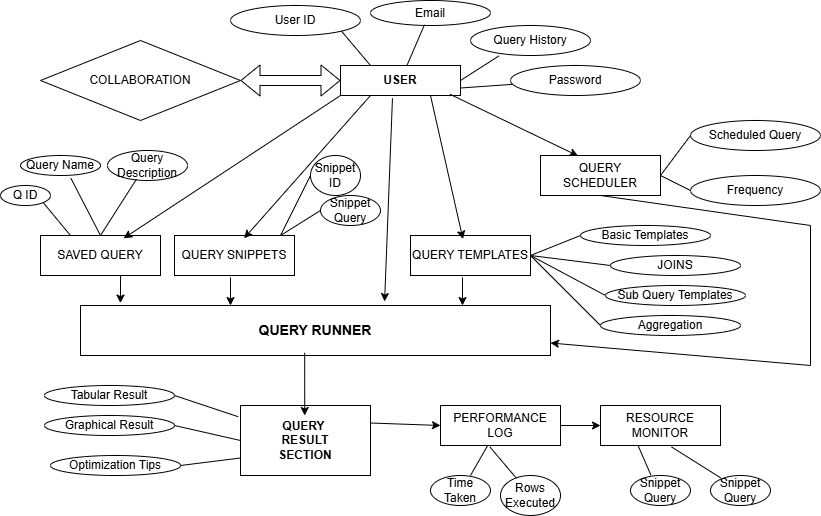 User ID
Email
Query History
COLLABORATION
USER
Password
Scheduled Query
Query Name
Query
Description
Snippet
ID
QUERY
SCHEDULER
Q ID
Snippet
Query
Frequency
SAVED QUERY
QUERY SNIPPETS
QUERY TEMPLATES
Basic Templates
JOINS
Sub Query Templates
Aggregation
QUERY RUNNER
Tabular Result
Graphical Result
Optimization Tips
QUERY
RESULT
SECTION
PERFORMANCE
LOG
RESOURCE
MONITOR
Time
Taken
Rows
Executed
Snippet
Query
Snippet
Query